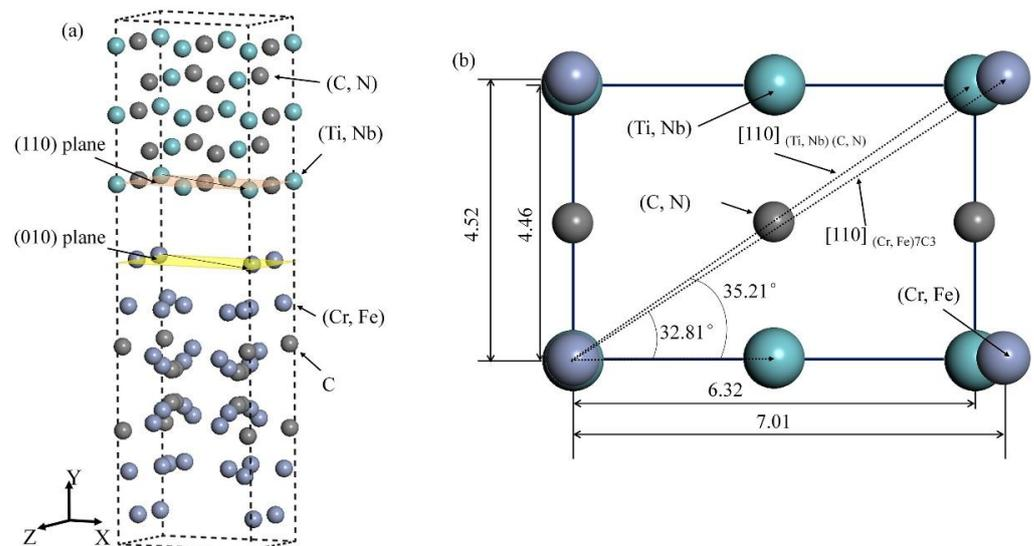 (a)
(C, N)
(Ti, Nb)
(110) plane
(010) plane
(Cr, Fe)
C
Y
Z
X
(b)
(Ti, Nb)
[110] (Ti, Nb) (C, N)
(C, N)
[110] (Cr, Fe)7C3
4.52
4.46
35.21°
32.81°
(Cr, Fe)
6.32
7.01